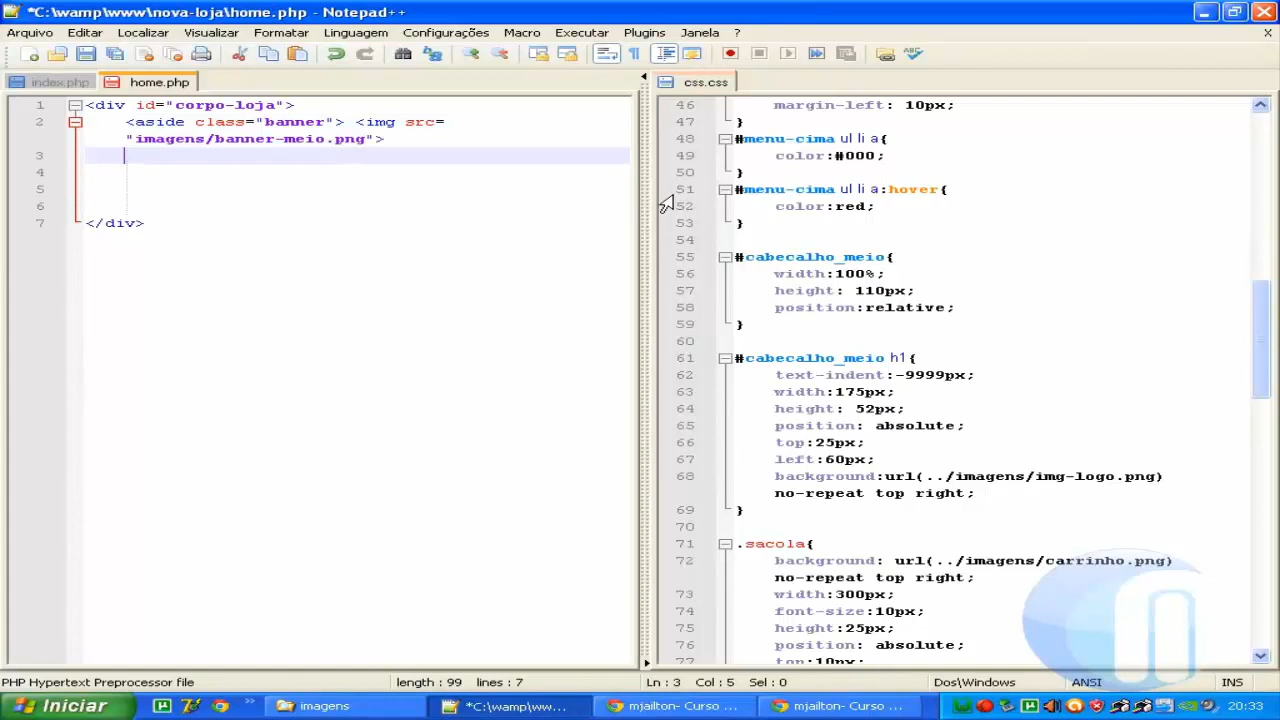 *C:\wamp\www\nova-loja\home.php - Notepad++
Arquivo Editar Localizar Visualizar Formatar Linguagem Configurações Macro Executar Plugins Janela ? X
index.php home.php css.css
1 <div id="corpo-loja">
2 <aside class="banner"> <img src=
"imagens/banner-meio.png">
3
4
5
6
7 </div>
46 margin-left: 10px;
47 }
48 #menu-cima ul li a{
49 color:#000;
50 }
51 #menu-cima ul li a:hover{
52 color:red;
53 }
54
55 #cabecalho_meio{
56 width:100%;
57 height: 110px;
58 position:relative;
59 }
60
61 #cabecalho_meio h1{
62 text-indent:-9999px;
63 width:175px;
64 height: 52px;
65 position: absolute;
66 top:25px;
67 left:60px;
68 background:url(../imagens/img-logo.png)
no-repeat top right;
69 }
70
71 .sacola{
72 background: url(../imagens/carrinho.png)
no-repeat top right;
73 width:300px;
74 font-size:10px;
75 height:25px;
76 position: absolute;
77 top:10px;
PHP Hypertext Preprocessor file length : 99 lines : 7 Ln : 3 Col : 5 Sel : 0 Dos\Windows ANSI INS
Iniciar imagens *C:\wamp\ww... mjailton- Curso ... mjailton- Curso ... 20:33